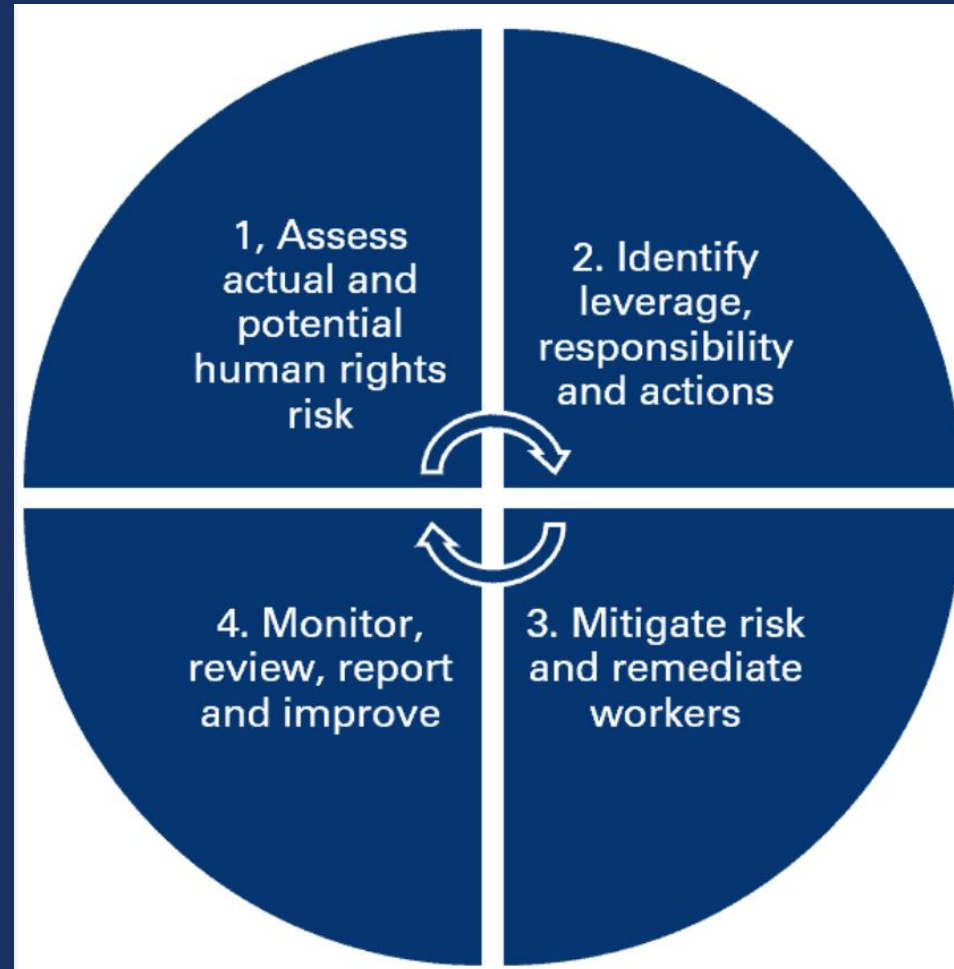 1, Assess
actual and
potential
human rights
risk
2. Identify
leverage,
responsibility
and actions
3. Mitigate risk
and remediate
workers
4. Monitor,
review, report
and improve